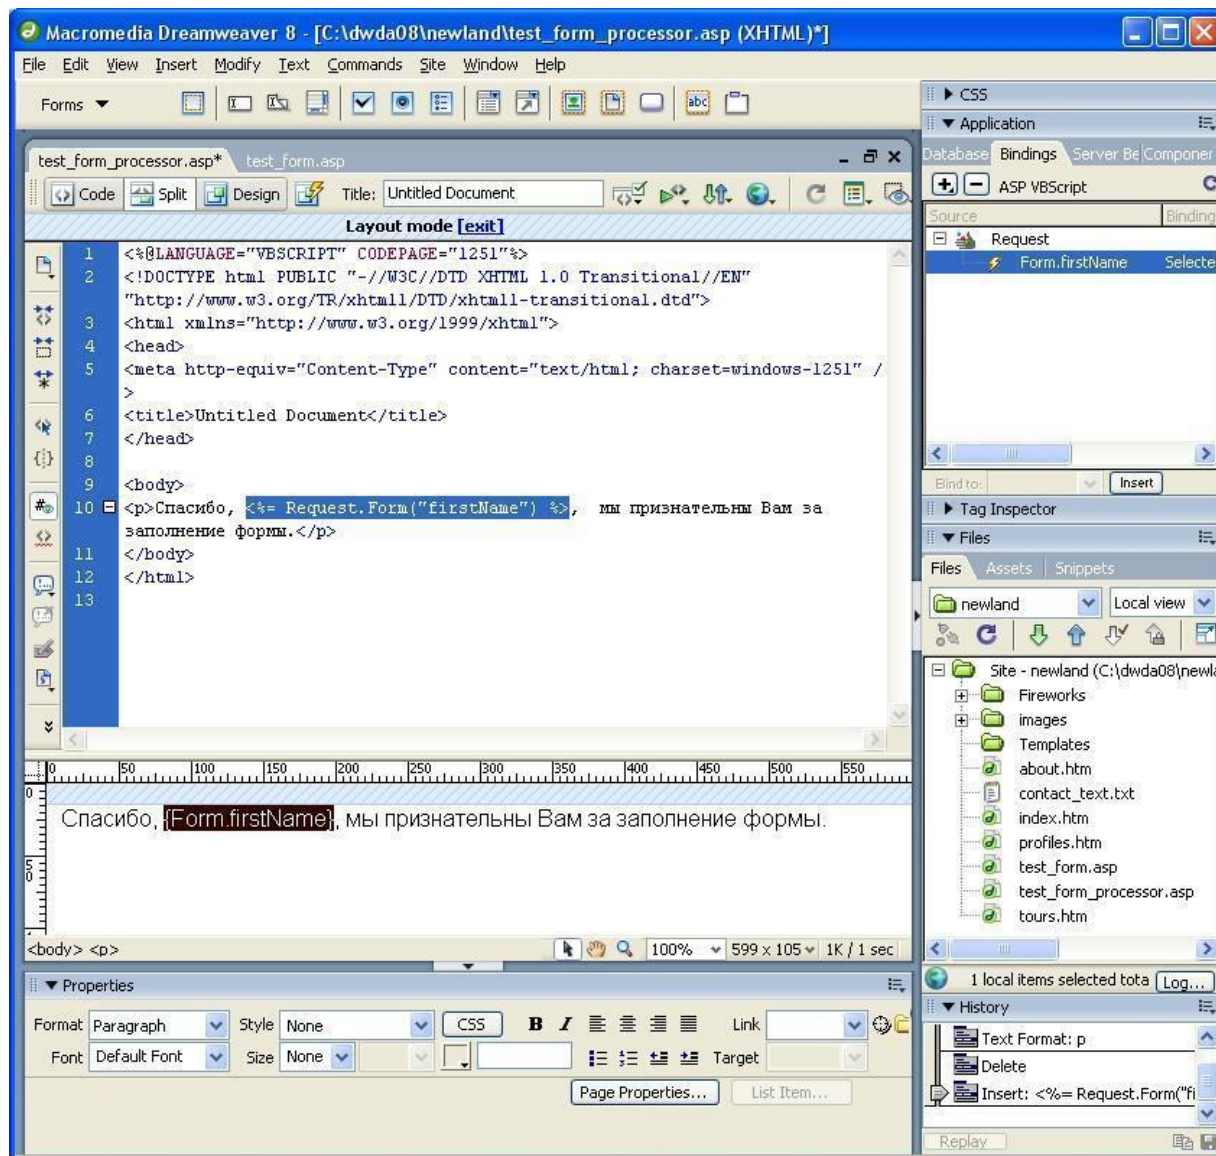 Macromedia Dreamweaver 8 - [C:\dwda08\newland\test_form_processor.asp (XHTML)*]
File Edit View Insert Modify Text Commands Site Window Help
Forms
abc
test_form_processor.asp* test_form.asp
Code Split Design Title: Untitled Document
Layout mode [exit]
1 <%@LANGUAGE="VBSCRIPT" CODEPAGE="1251"%>
2 <!DOCTYPE html PUBLIC "-//W3C//DTD XHTML 1.0 Transitional//EN"
"http://www.w3.org/TR/xhtml1/DTD/xhtml1-transitional.dtd">
3 <html xmlns="http://www.w3.org/1999/xhtml">
4 <head>
5 <meta http-equiv="Content-Type" content="text/html; charset=windows-1251" /
>
6 <title>Untitled Document</title>
7 </head>
8
9 <body>
10 <p>Спасибо, <%= Request.Form("firstName") %>, мы признательны Вам за
заполнение формы.</p>
11 </body>
12 </html>
13
0 50 100 150 200 250 300 350 400 450 500 550
0
Спасибо, {Form.firstName}, мы признательны Вам за заполнение формы.
50
<body> <p> 100% 599 x 105 1K / 1 sec
Properties
Format Paragraph Style None CSS B I Link
Font Default Font Size None Target
Page Properties... List Item...
CSS
Application
Database Bindings Server Be Componer
ASP VBScript
Source Binding
Request
Form.firstName Selecte
Bind to: Insert
Tag Inspector
Files
Files Assets Snippets
newland Local view
Site - newland (C:\dwda08\newla
Fireworks
images
Templates
about.htm
contact_text.txt
index.htm
profiles.htm
test_form.asp
test_form_processor.asp
tours.htm
1 local items selected tota Log...
History
Text Format: p
Delete
Insert: <%= Request.Form("fi
Replay